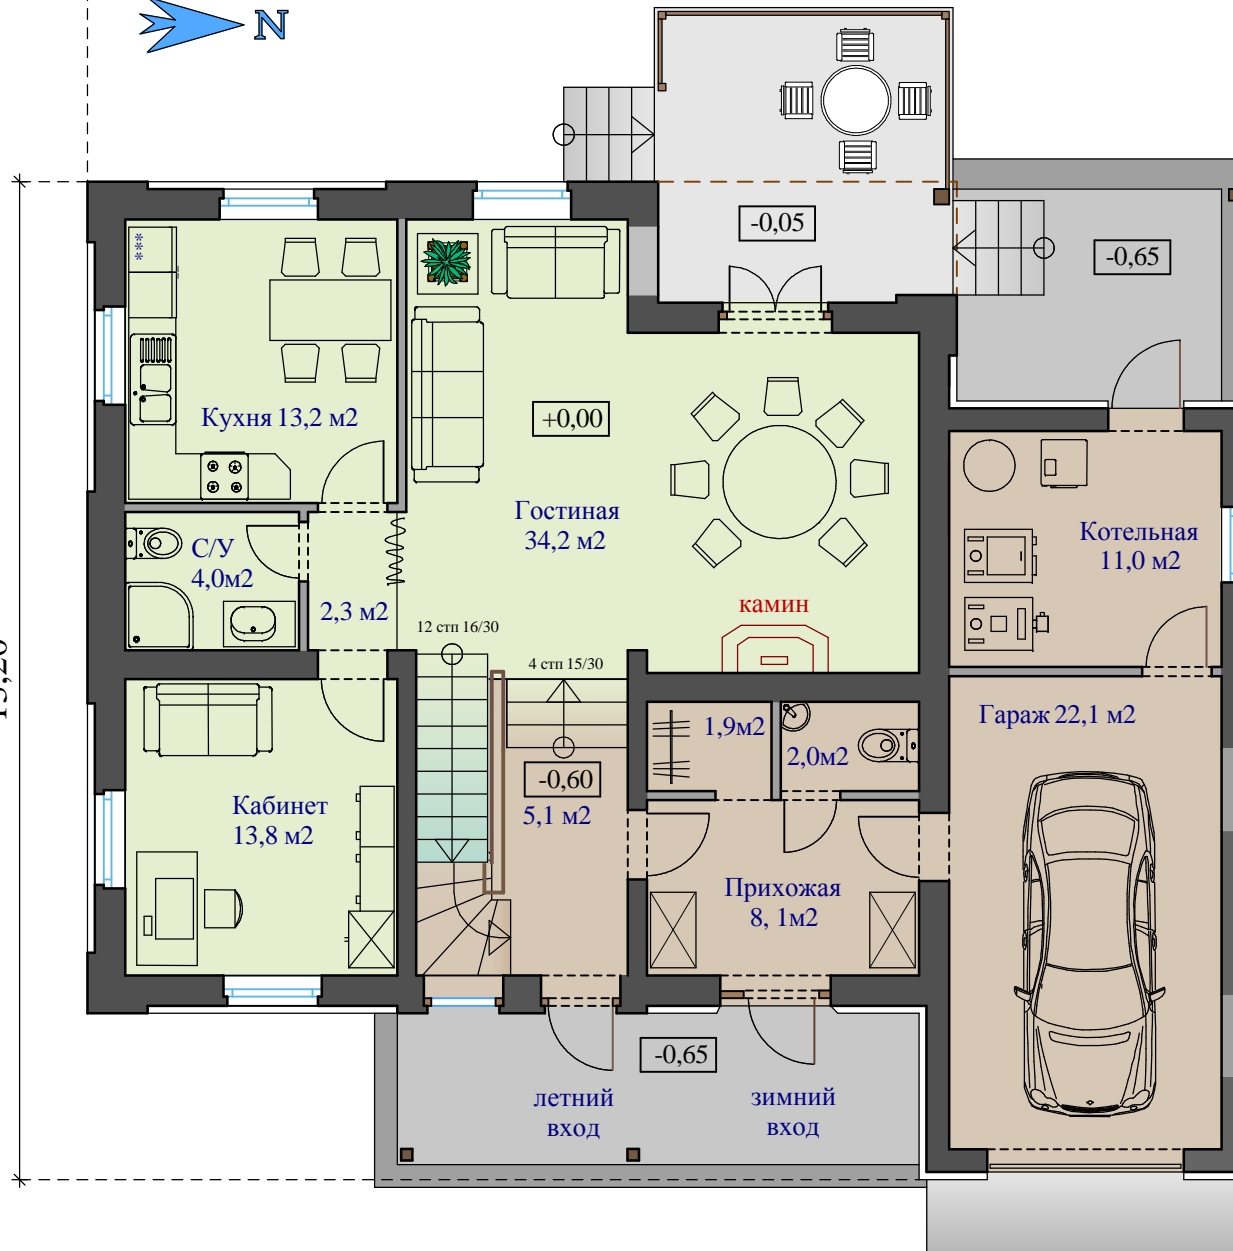 N
-0,05
-0,65
***
Кухня 13,2 м2
+0,00
Гостиная
34,2 м2
С/У
4,0м2
2,3 м2
Котельная
11,0 м2
камин
12 стп 16/30
4 стп 15/30
1,9м2
2,0м2
Гараж 22,1 м2
-0,60
5,1 м2
Кабинет
13,8 м2
Прихожая
8, 1м2
-0,65
летний
вход
зимний
вход